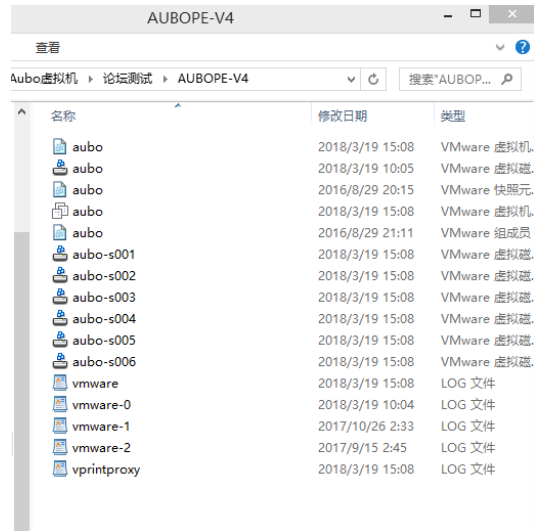 AUBOPE-V4
查看
Aubo虚拟机 论坛测试 AUBOPE-V4 搜索"AUBOP...
名称 修改日期 类型
aubo 2018/3/19 15:08 VMware 虚拟机.
aubo 2018/3/19 10:05 VMware 虚拟磁.
aubo 2016/8/29 20:15 VMware 快照元.
aubo 2018/3/19 15:08 VMware 虚拟机.
aubo 2016/8/29 21:11 VMware 组成员
aubo-s001 2018/3/19 15:08 VMware 虚拟磁.
aubo-s002 2018/3/19 15:08 VMware 虚拟磁.
aubo-s003 2018/3/19 15:08 VMware 虚拟磁.
aubo-s004 2018/3/19 15:08 VMware 虚拟磁.
aubo-s005 2018/3/19 15:08 VMware 虚拟磁.
aubo-s006 2018/3/19 15:08 VMware 虚拟磁.
vmware 2018/3/19 15:08 LOG 文件
vmware-0 2018/3/19 10:04 LOG 文件
vmware-1 2017/10/26 2:33 LOG 文件
vmware-2 2017/9/15 2:45 LOG 文件
vprintproxy 2018/3/19 15:08 LOG 文件